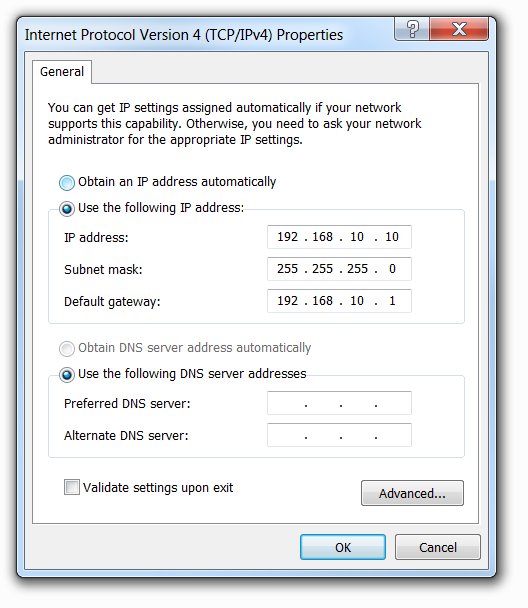 Internet Protocol Version 4 (TCP/IPv4) Properties
General
You can get IP settings assigned automatically if your network
supports this capability. Otherwise, you need to ask your network
administrator for the appropriate IP settings.
Obtain an IP address automatically
Use the following IP address:
IP address: 192 . 168 . 10 . 10
Subnet mask: 255 . 255 . 255 . 0
Default gateway: 192 . 168 . 10 . 1
Obtain DNS server address automatically
Use the following DNS server addresses
Preferred DNS server: . . .
Alternate DNS server: . . .
Validate settings upon exit
Advanced...
OK Cancel